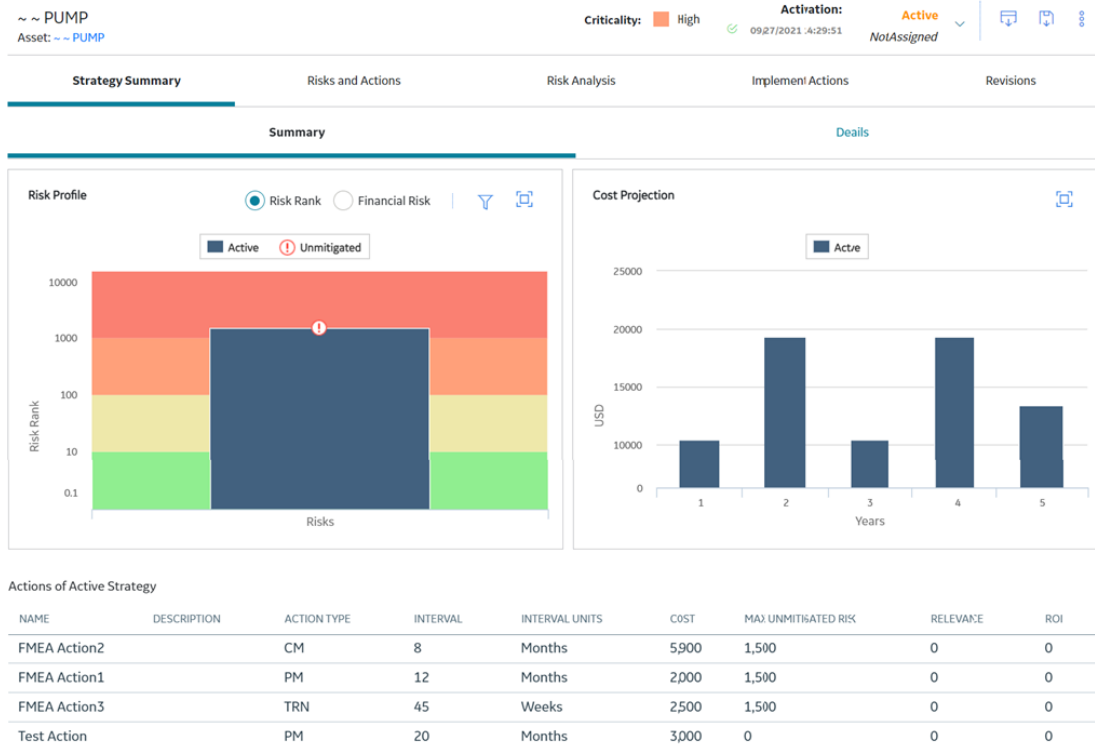 ~ ~ PUMP
Asset: ~ ~ PUMP
Criticality: High
Activation:
09/27/2021 :4:29:51
Active
NotAssigned
Strategy Summary Risks and Actions Risk Analysis Implement Actions Revisions
Summary Deails
Risk Profile
Risk Rank Financial Risk
Active Unmitigated
10000
1000
100
10
0.1
Risk Rank
Risks
Cost Projection
Active
25000
20000
15000
10000
0
USD
1 2 3 4 5
Years
Actions of Active Strategy
NAME DESCRIPTION ACTION TYPE INTERVAL INTERVAL UNITS COST MAX UNMITIGATED RISK RELEVANCE ROI
FMEA Action2 CM 8 Months 5,900 1,500 0 0
FMEA Action1 PM 12 Months 2,000 1,500 0 0
FMEA Action3 TRN 45 Weeks 2,500 1,500 0 0
Test Action PM 20 Months 3,000 0 0 0